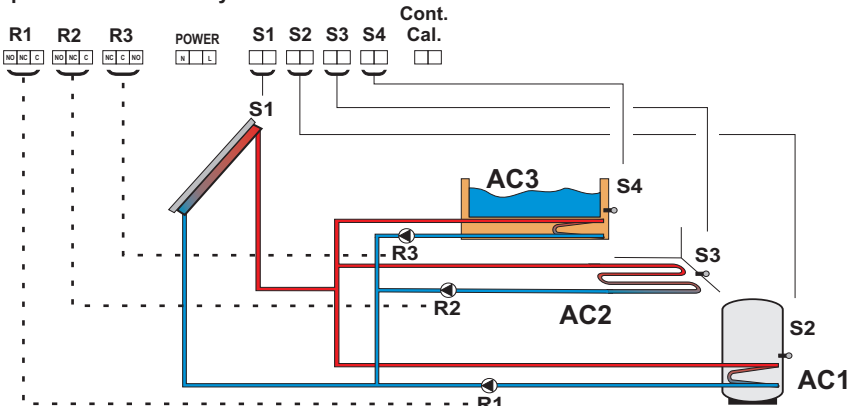 Cont.
R1 R2 R3 POWER S1 S2 S3 S4 Cal.
NO NC C NO NC C NC C NO N L
S1
AC3 S4
R3 S3
R2 AC2
S2
AC1
R1